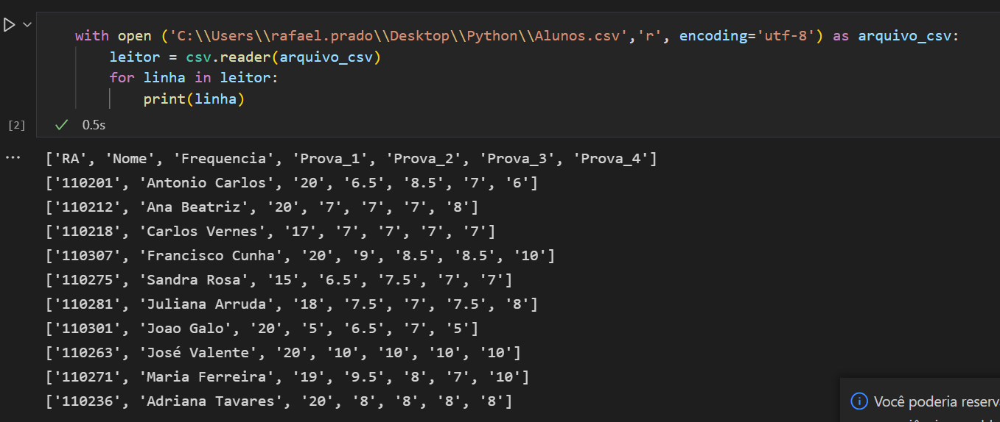 with open ('C:\\Users\\rafael.prado\\Desktop\\Python\\Alunos.csv','r', encoding='utf-8') as arquivo_csv:
leitor = csv.reader(arquivo_csv)
for linha in leitor:
print(linha)
[2] 0.5s
['RA', 'Nome', 'Frequencia', 'Prova_1', 'Prova_2', 'Prova_3', 'Prova_4']
['110201', 'Antonio Carlos', '20', '6.5', '8.5', '7', '6']
['110212', 'Ana Beatriz', '20', '7', '7', '7', '8']
['110218', 'Carlos Vernes', '17', '7', '7', '7', '7']
['110307', 'Francisco Cunha', '20', '9', '8.5', '8.5', '10']
['110275', 'Sandra Rosa', '15', '6.5', '7.5', '7', '7']
['110281', 'Juliana Arruda', '18', '7.5', '7', '7.5', '8']
['110301', 'Joao Galo', '20', '5', '6.5', '7', '5']
['110263', 'José Valente', '20', '10', '10', '10', '10']
['110271', 'Maria Ferreira', '19', '9.5', '8', '7', '10']
['110236', 'Adriana Tavares', '20', '8', '8', '8', '8']
Você poderia reserv